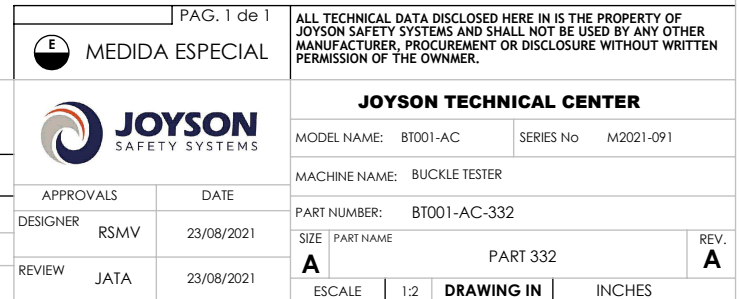 PAG. 1 de 1
E
MEDIDA ESPECIAL
ALL TECHNICAL DATA DISCLOSED HERE IN IS THE PROPERTY OF
JOYSON SAFETY SYSTEMS AND SHALL NOT BE USED BY ANY OTHER
MANUFACTURER, PROCUREMENT OR DISCLOSURE WITHOUT WRITTEN
PERMISSION OF THE OWNMER.
JOYSON
SAFETY SYSTEMS
JOYSON TECHNICAL CENTER
MODEL NAME: BT001-AC SERIES No M2021-091
MACHINE NAME: BUCKLE TESTER
APPROVALS DATE
PART NUMBER: BT001-AC-332
DESIGNER RSMV 23/08/2021
SIZE A PART NAME PART 332 REV. A
REVIEW JATA 23/08/2021
ESCALE 1:2 DRAWING IN INCHES